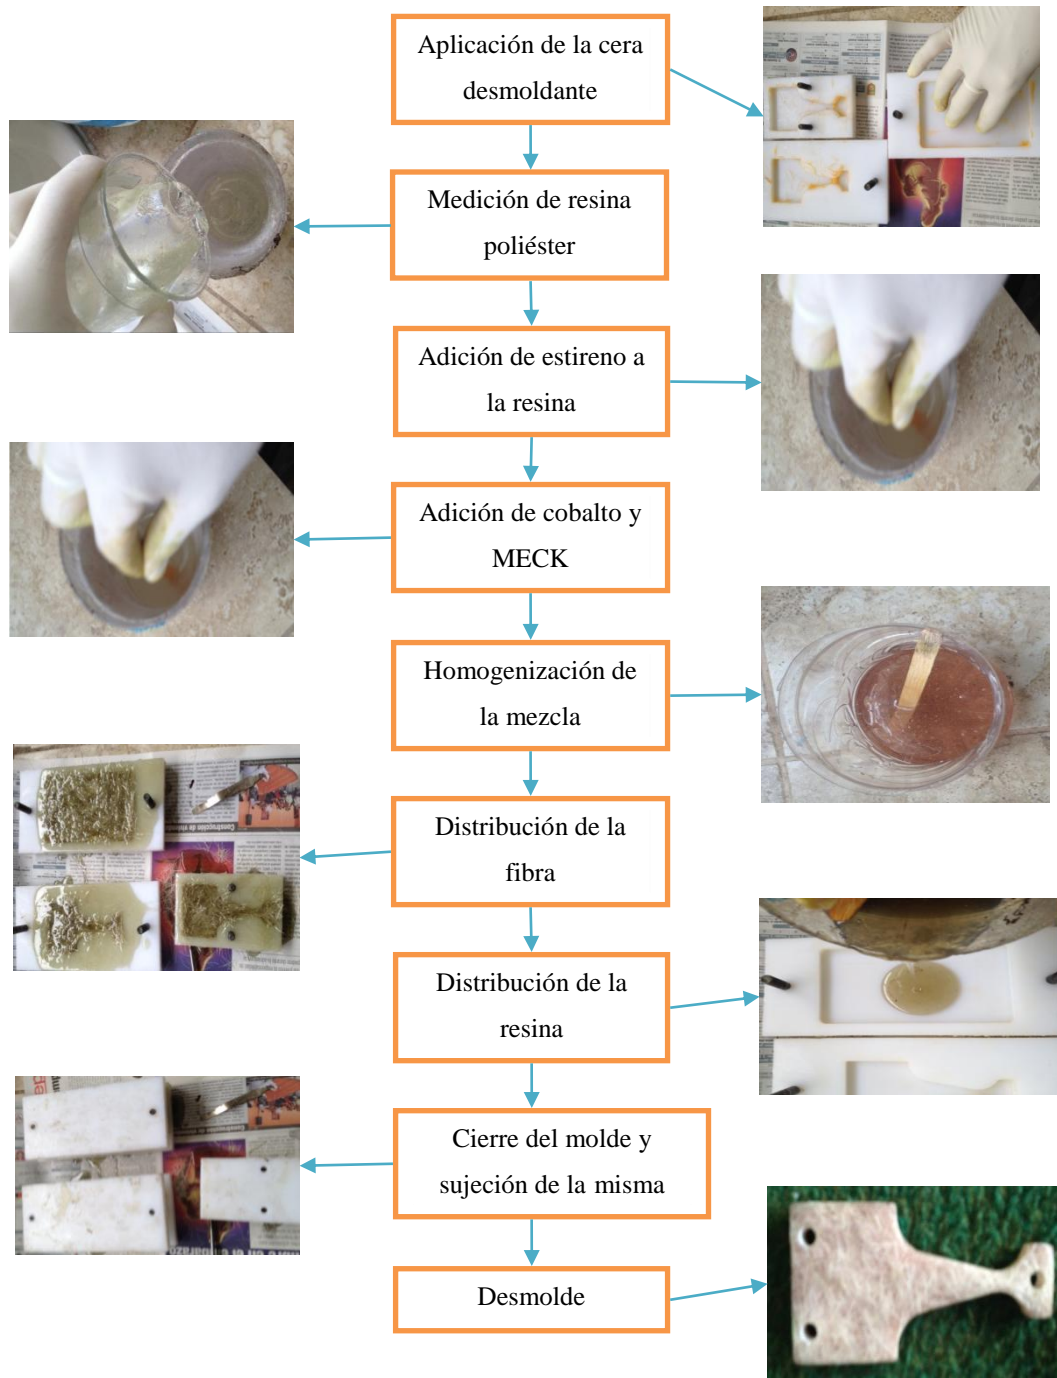 Aplicación de la cera
desmoldante
Medición de resina
poliéster
Adición de estireno a
la resina
Adición de cobalto y
MECK
Homogenización de
la mezcla
Distribución de la
fibra
Distribución de la
resina
Cierre del molde y
sujeción de la misma
Desmolde